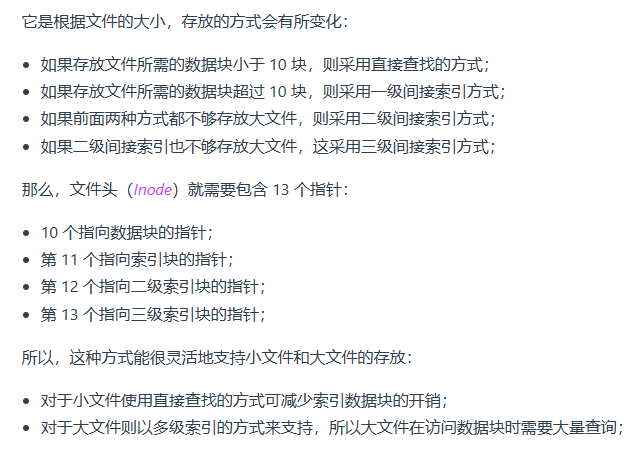 它是根据文件的大小，存放的方式会有所变化：
如果存放文件所需的数据块小于 10 块，则采用直接查找的方式；
如果存放文件所需的数据块超过 10 块，则采用一级间接索引方式；
如果前面两种方式都不够存放大文件，则采用二级间接索引方式；
如果二级间接索引也不够存放大文件，这采用三级间接索引方式；
那么，文件头（Inode）就需要包含 13 个指针：
10 个指向数据块的指针；
第 11 个指向索引块的指针；
第 12 个指向二级索引块的指针；
第 13 个指向三级索引块的指针；
所以，这种方式能很灵活地支持小文件和大文件的存放：
对于小文件使用直接查找的方式可减少索引数据块的开销；
对于大文件则以多级索引的方式来支持，所以大文件在访问数据块时需要大量查询；